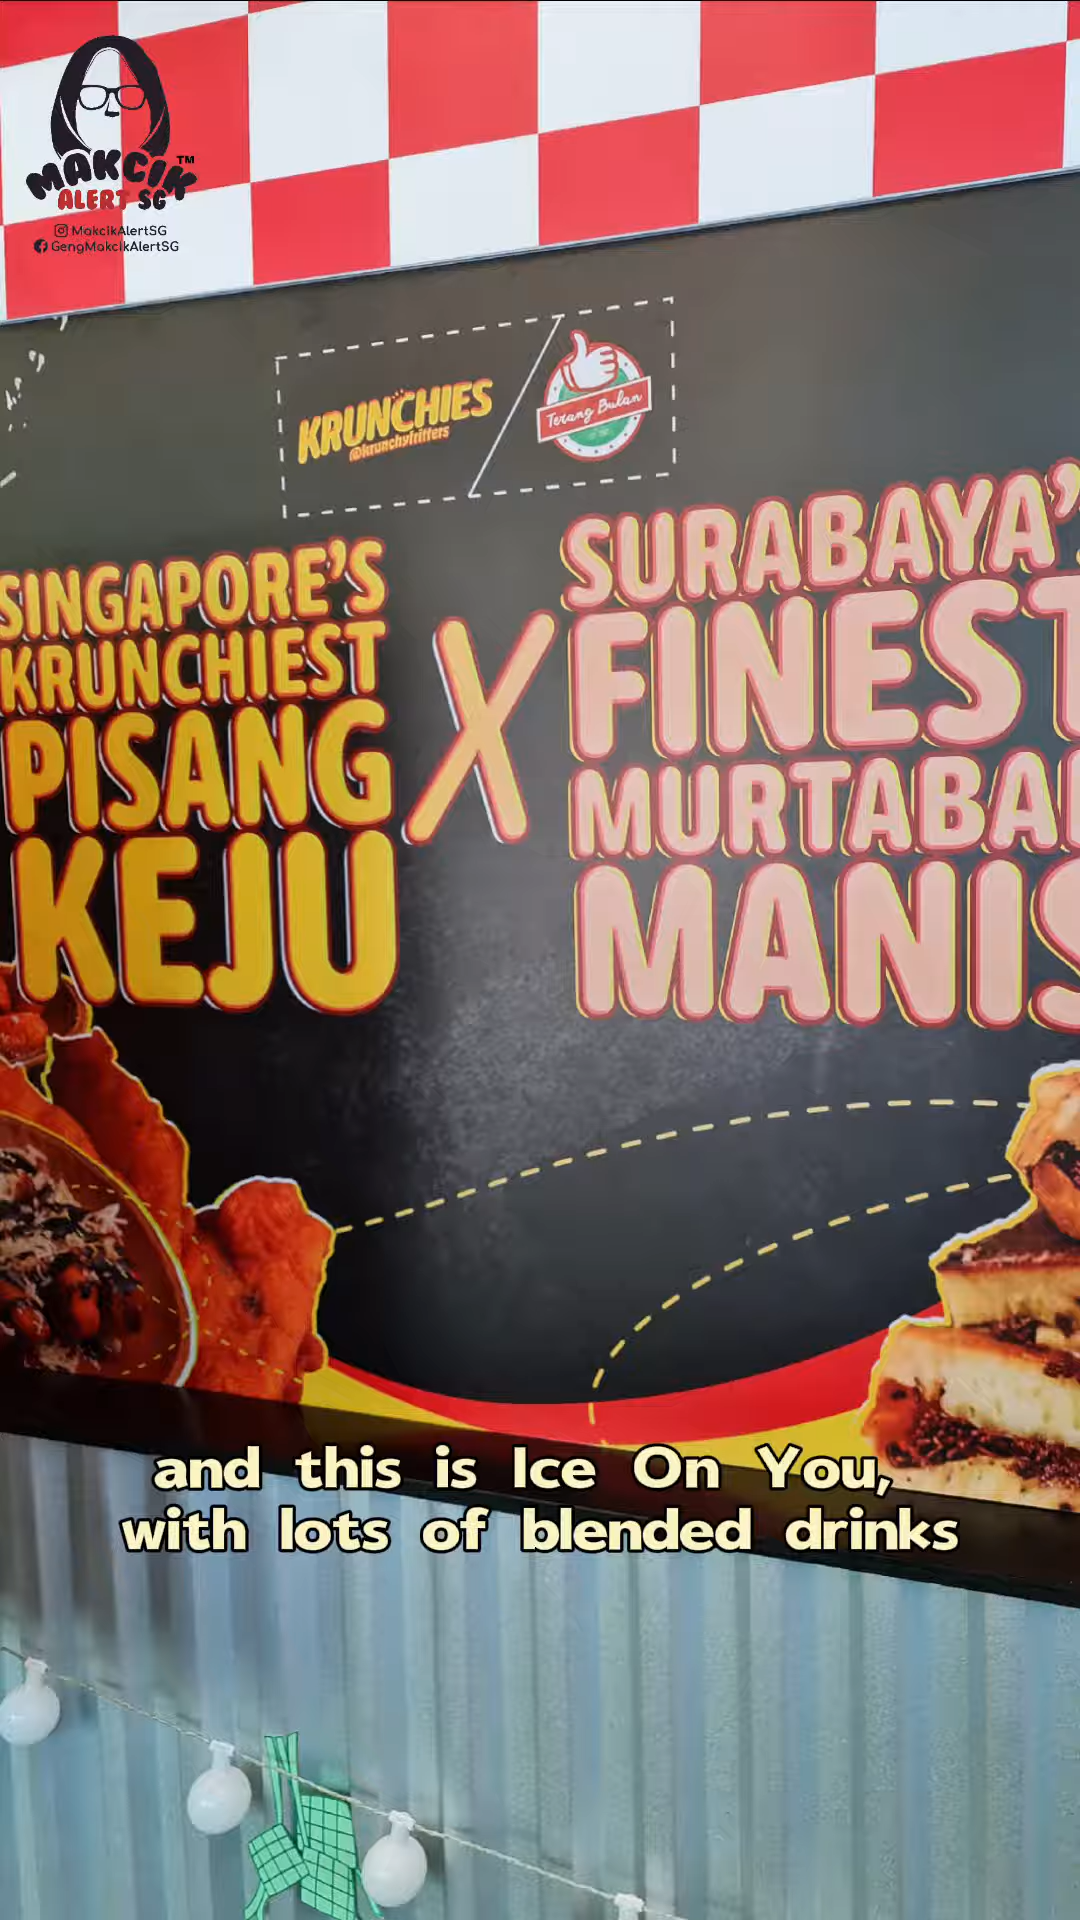 MAKCIK™
ALERT SG
MakcikAlertSG
GengMakcikAlertSG
KRUNCHIES
@krunchyfritters
Terang Bulan
SINGAPORE'S
KRUNCHIEST
PISANG
KEJU
X
SURABAYA'
FINEST
MURTABA
MANIS
and this is Ice On You,
with lots of blended drinks